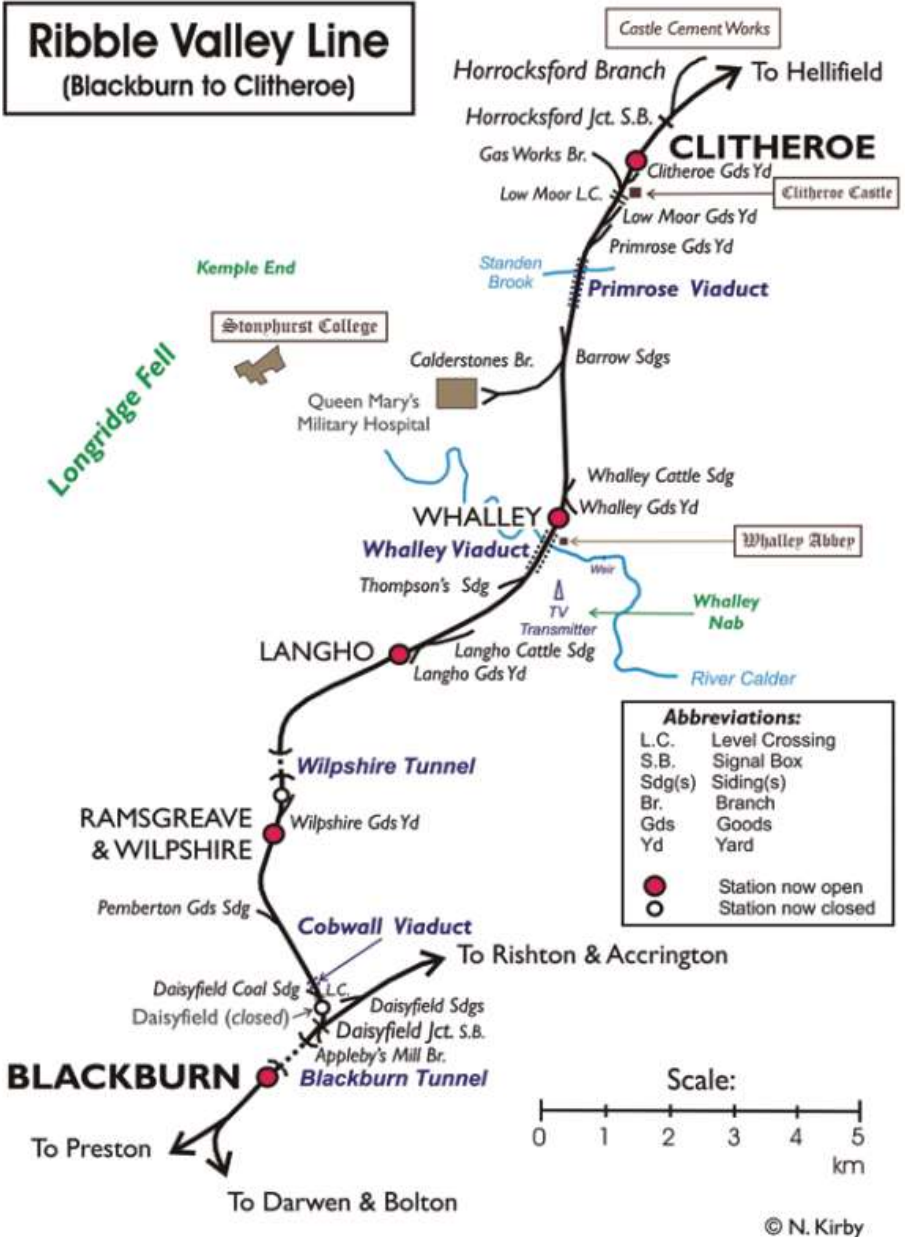 Ribble Valley Line
(Blackburn to Clitheroe)
Castle Cement Works
Horrocksford Branch
To Hellifield
Horrocksford Jct. S.B.
CLITHEROE
Gas Works Br.
Clitheroe Gds Yd
Low Moor L.C.
Clitheroe Castle
Low Moor Gds Yd
Primrose Gds Yd
Kemple End
Standen
Brook
Primrose Viaduct
Stonyhurst College
Longridge Fell
Calderstones Br.
Barrow Sdgs
Queen Mary's
Military Hospital
Whalley Cattle Sdg
Whalley Gds Yd
WHALLEY
Whalley Viaduct
Whalley Abbey
Weir
Thompson's Sdg
TV
Transmitter
Whalley
Nab
LANGHO
Langho Cattle Sdg
Langho Gds Yd
River Calder
Abbreviations:
L.C. Level Crossing
S.B. Signal Box
Sdg(s) Siding(s)
Br. Branch
Gds Goods
Yd Yard
Station now open
Station now closed
Wilpshire Tunnel
RAMSGREAVE
& WILPSHIRE
Wilpshire Gds Yd
Pemberton Gds Sdg
Cobwall Viaduct
To Rishton & Accrington
Daisyfield Coal Sdg
L.C.
Daisyfield Sdgs
Daisyfield (closed)
Daisyfield Jct. S.B.
Appleby's Mill Br.
BLACKBURN
Blackburn Tunnel
Scale:
0 1 2 3 4 5
km
To Preston
To Darwen & Bolton
© N. Kirby